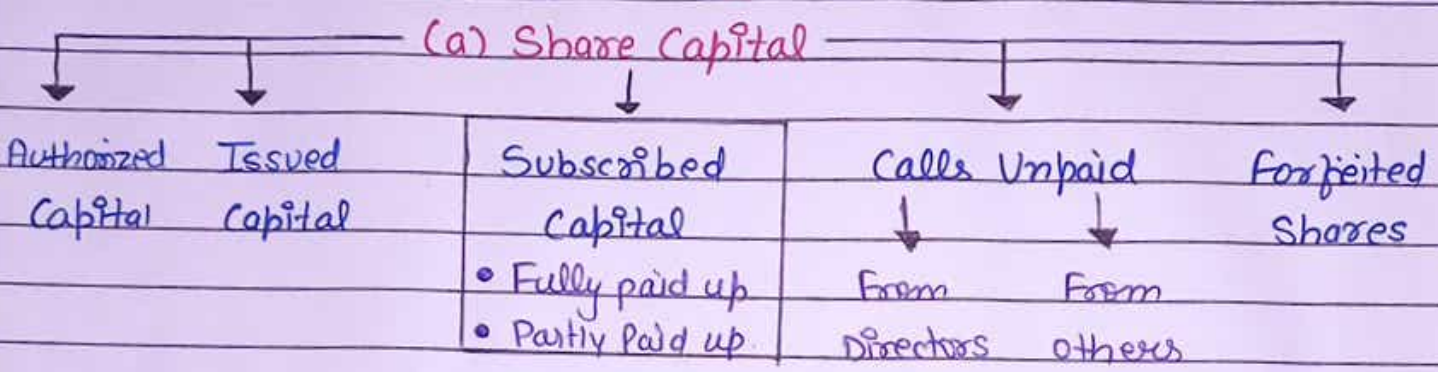 (a) Share Capital
Authorized Issued Subscribed Calls Unpaid Forfeited
Capital Capital Capital Shares
• Fully paid up From From
• Partly Paid up. Directors others